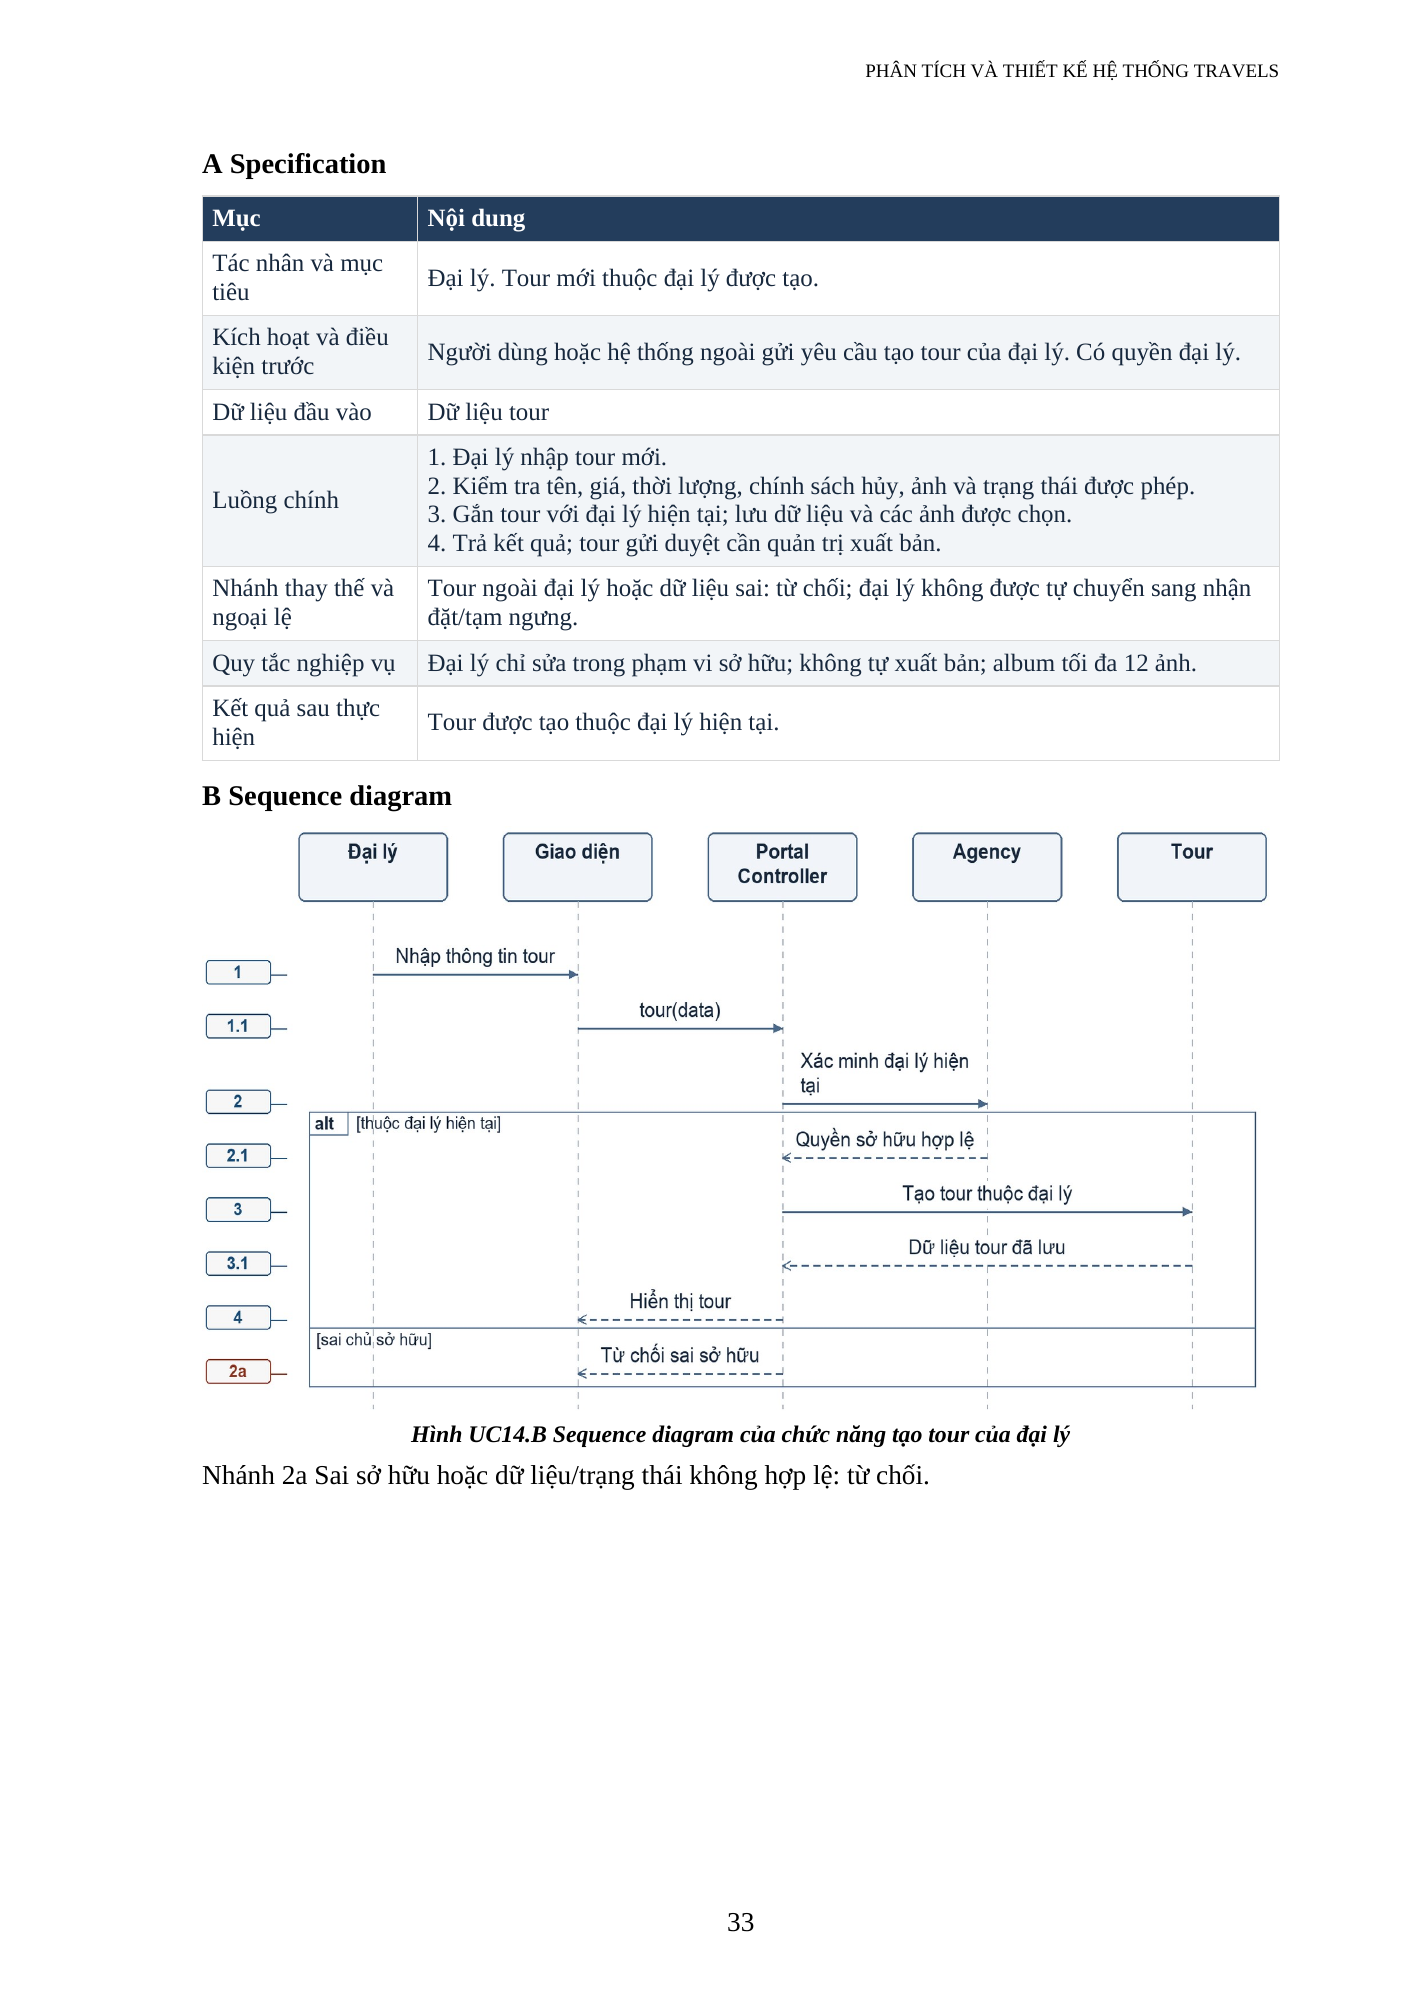 PHÂN TÍCH VÀ THIẾT KẾ HỆ THỐNG TRAVELS
A Specification
Mục
Nội dung
Tác nhân và mục
tiêu
Đại lý. Tour mới thuộc đại lý được tạo.
Kích hoạt và điều
kiện trước
Người dùng hoặc hệ thống ngoài gửi yêu cầu tạo tour của đại lý. Có quyền đại lý.
Dữ liệu đầu vào
Dữ liệu tour
Luồng chính
1. Đại lý nhập tour mới.
2. Kiểm tra tên, giá, thời lượng, chính sách hủy, ảnh và trạng thái được phép.
3. Gắn tour với đại lý hiện tại; lưu dữ liệu và các ảnh được chọn.
4. Trả kết quả; tour gửi duyệt cần quản trị xuất bản.
Nhánh thay thế và
ngoại lệ
Tour ngoài đại lý hoặc dữ liệu sai: từ chối; đại lý không được tự chuyển sang nhận
đặt/tạm ngưng.
Quy tắc nghiệp vụ
Đại lý chỉ sửa trong phạm vi sở hữu; không tự xuất bản; album tối đa 12 ảnh.
Kết quả sau thực
hiện
Tour được tạo thuộc đại lý hiện tại.
B Sequence diagram
Đại lý
Giao diện
Portal
Controller
Agency
Tour
Nhập thông tin tour
1
tour(data)
1.1
Xác minh đại lý hiện
tại
2
alt
[thuộc đại lý hiện tại]
Quyền sở hữu hợp lệ
2.1
Tạo tour thuộc đại lý
3
Dữ liệu tour đã lưu
3.1
Hiển thị tour
4
[sai chủ sở hữu]
Từ chối sai sở hữu
2a
Hình UC14.B Sequence diagram của chức năng tạo tour của đại lý
Nhánh 2a Sai sở hữu hoặc dữ liệu/trạng thái không hợp lệ: từ chối.
33